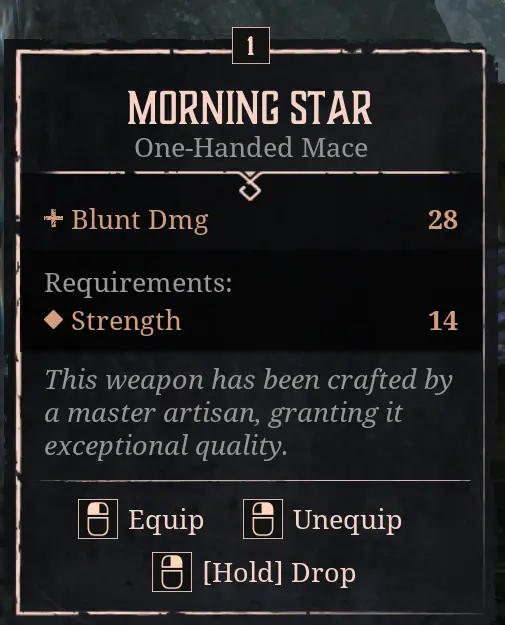 1
MORNING STAR
One-Handed Mace
Blunt Dmg 28
Requirements:
Strength 14
This weapon has been crafted by
a master artisan, granting it
exceptional quality.
Equip Unequip
[Hold] Drop